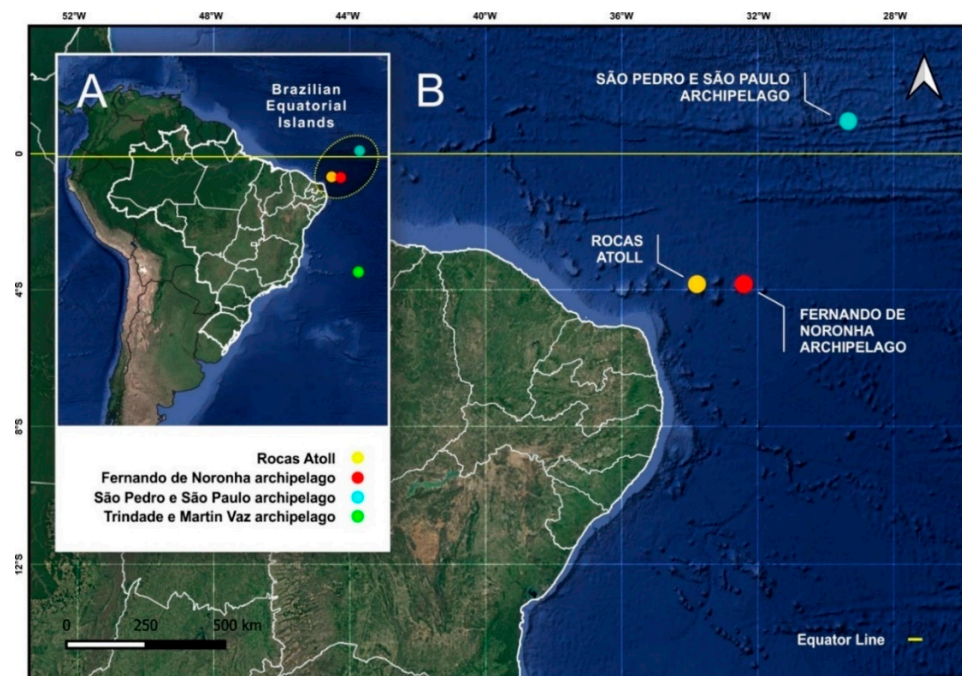 52°W 48°W 44°W 40°W 36°W 32°W 28°W
A
Brazilian
Equatorial
Islands
B
SÃO PEDRO E SÃO PAULO
ARCHIPELAGO
0
ROCAS
ATOLL
4°S
FERNANDO DE
NORONHA
ARCHIPELAGO
8°S
Rocas Atoll
Fernando de Noronha archipelago
São Pedro e São Paulo archipelago
Trindade e Martin Vaz archipelago
12°S
0 250 500 km
Equator Line